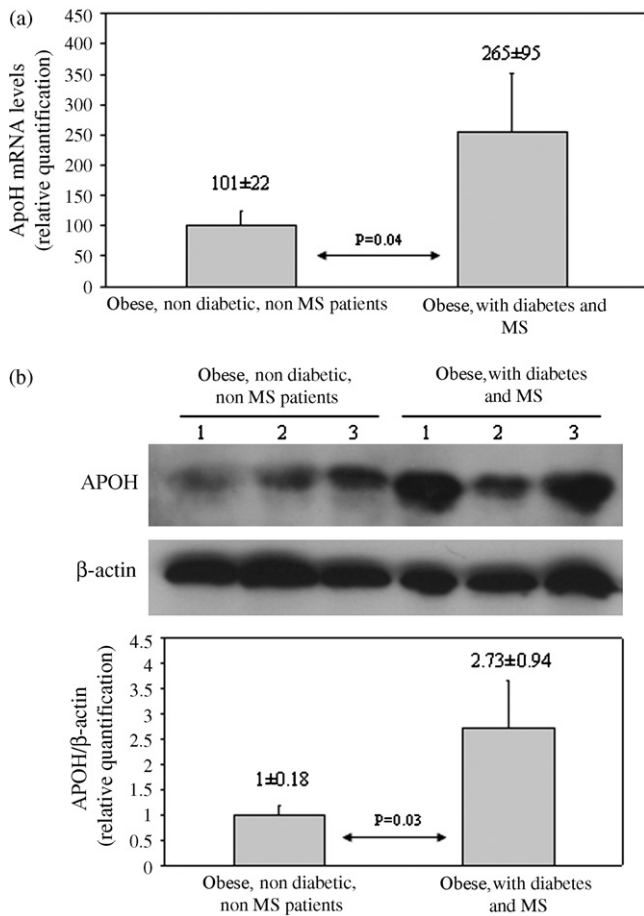 (a)
ApoH mRNA levels
(relative quantification)
450
400
350
300
250
200
150
100
50
0
101±22
265±95
P=0.04
Obese, non diabetic, non MS patients
Obese,with diabetes and
MS
(b)
Obese, non diabetic,
non MS patients
Obese,with diabetes
and MS
1 2 3 1 2 3
APOH
β-actin
APOH/β-actin
(relative quantification)
4.5
4
3.5
3
2.5
2
1.5
1
0.5
0
1±0.18
2.73±0.94
P=0.03
Obese, non diabetic,
non MS patients
Obese,with diabetes
and MS